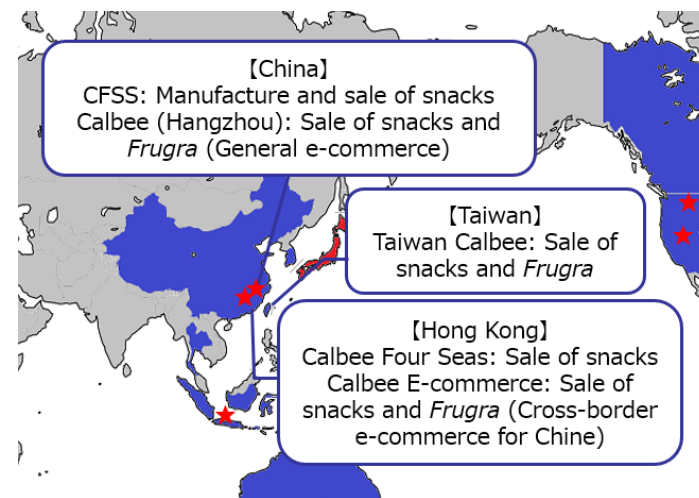 【China】
CFSS: Manufacture and sale of snacks
Calbee (Hangzhou): Sale of snacks and
Frugra (General e-commerce)
【Taiwan】
Taiwan Calbee: Sale of
snacks and Frugra
【Hong Kong】
Calbee Four Seas: Sale of snacks
Calbee E-commerce: Sale of
snacks and Frugra (Cross-border
e-commerce for Chine)